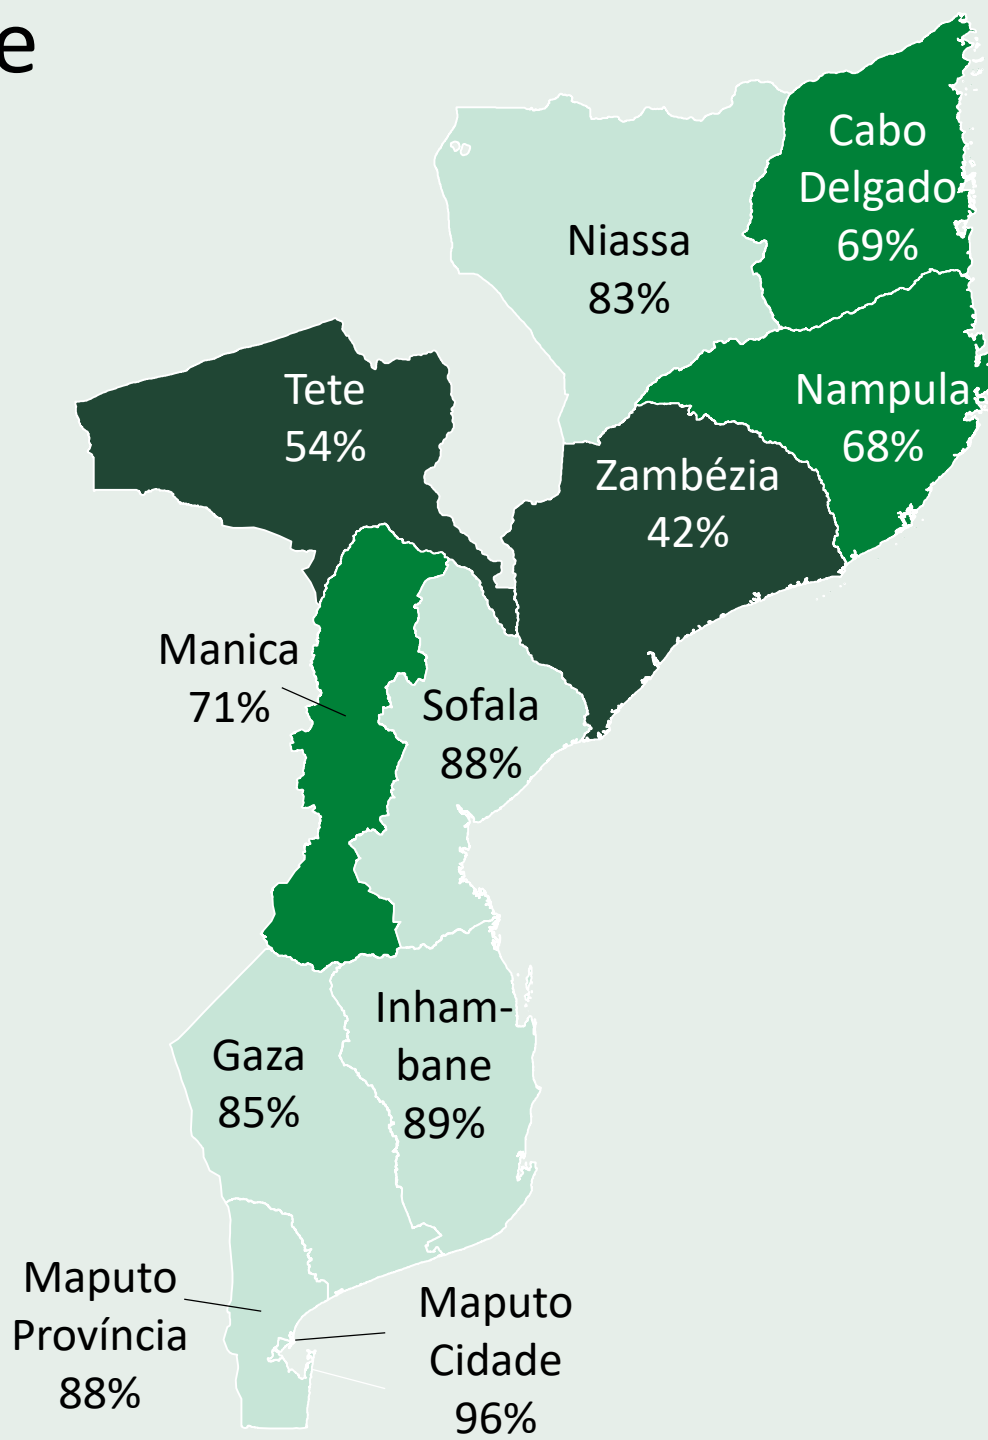 e
Cabo
Delgado
69%
Niassa
83%
Nampula
68%
Tete
54%
Zambézia
42%
Manica
71%
Sofala
88%
Inham-
bane
89%
Gaza
85%
Maputo
Província
88%
Maputo
Cidade
96%